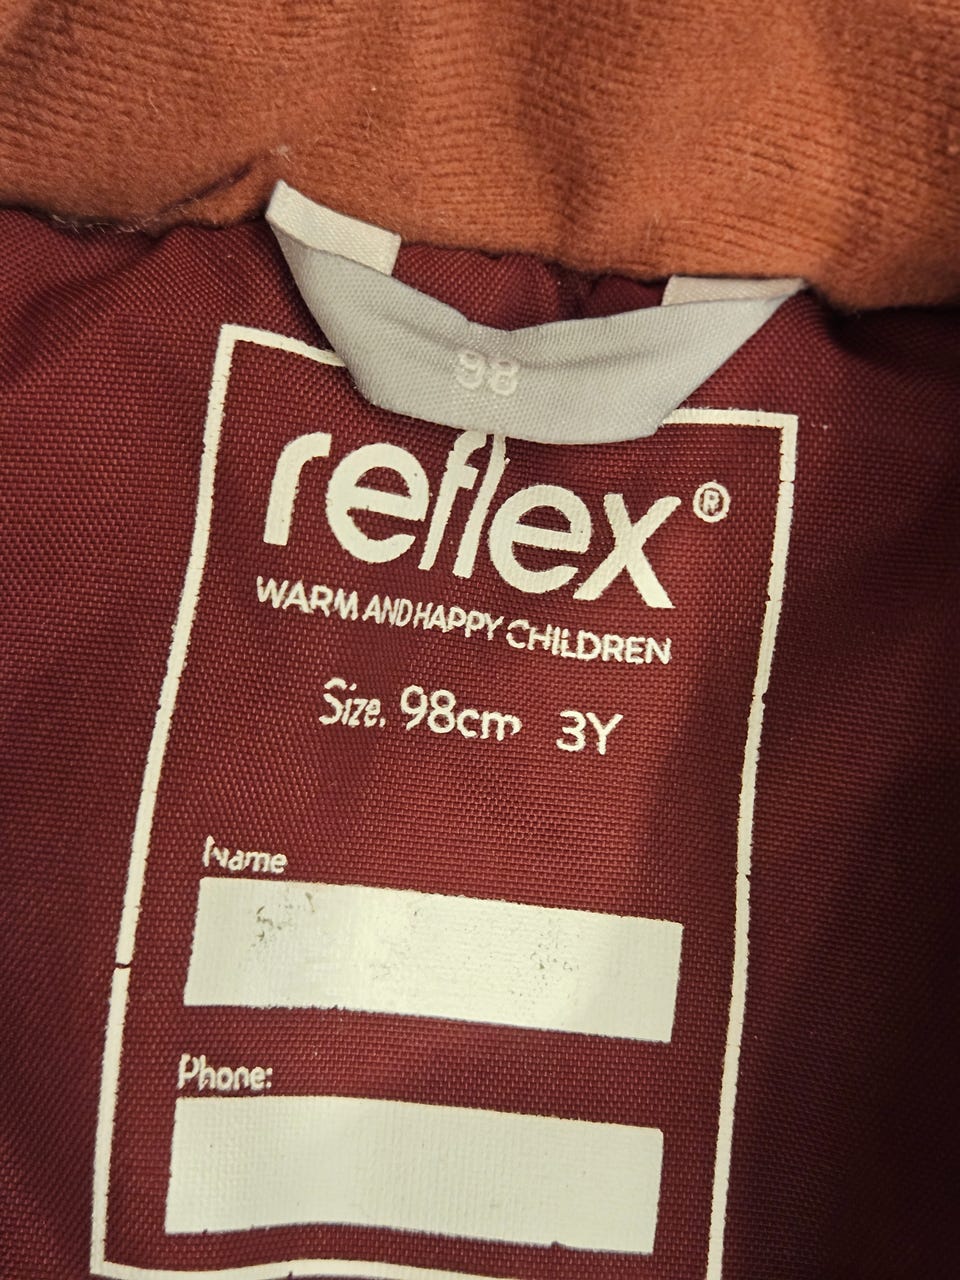 98
reflex®
WARM AND HAPPY CHILDREN
Size. 98cm 3Y
Name
Phone: